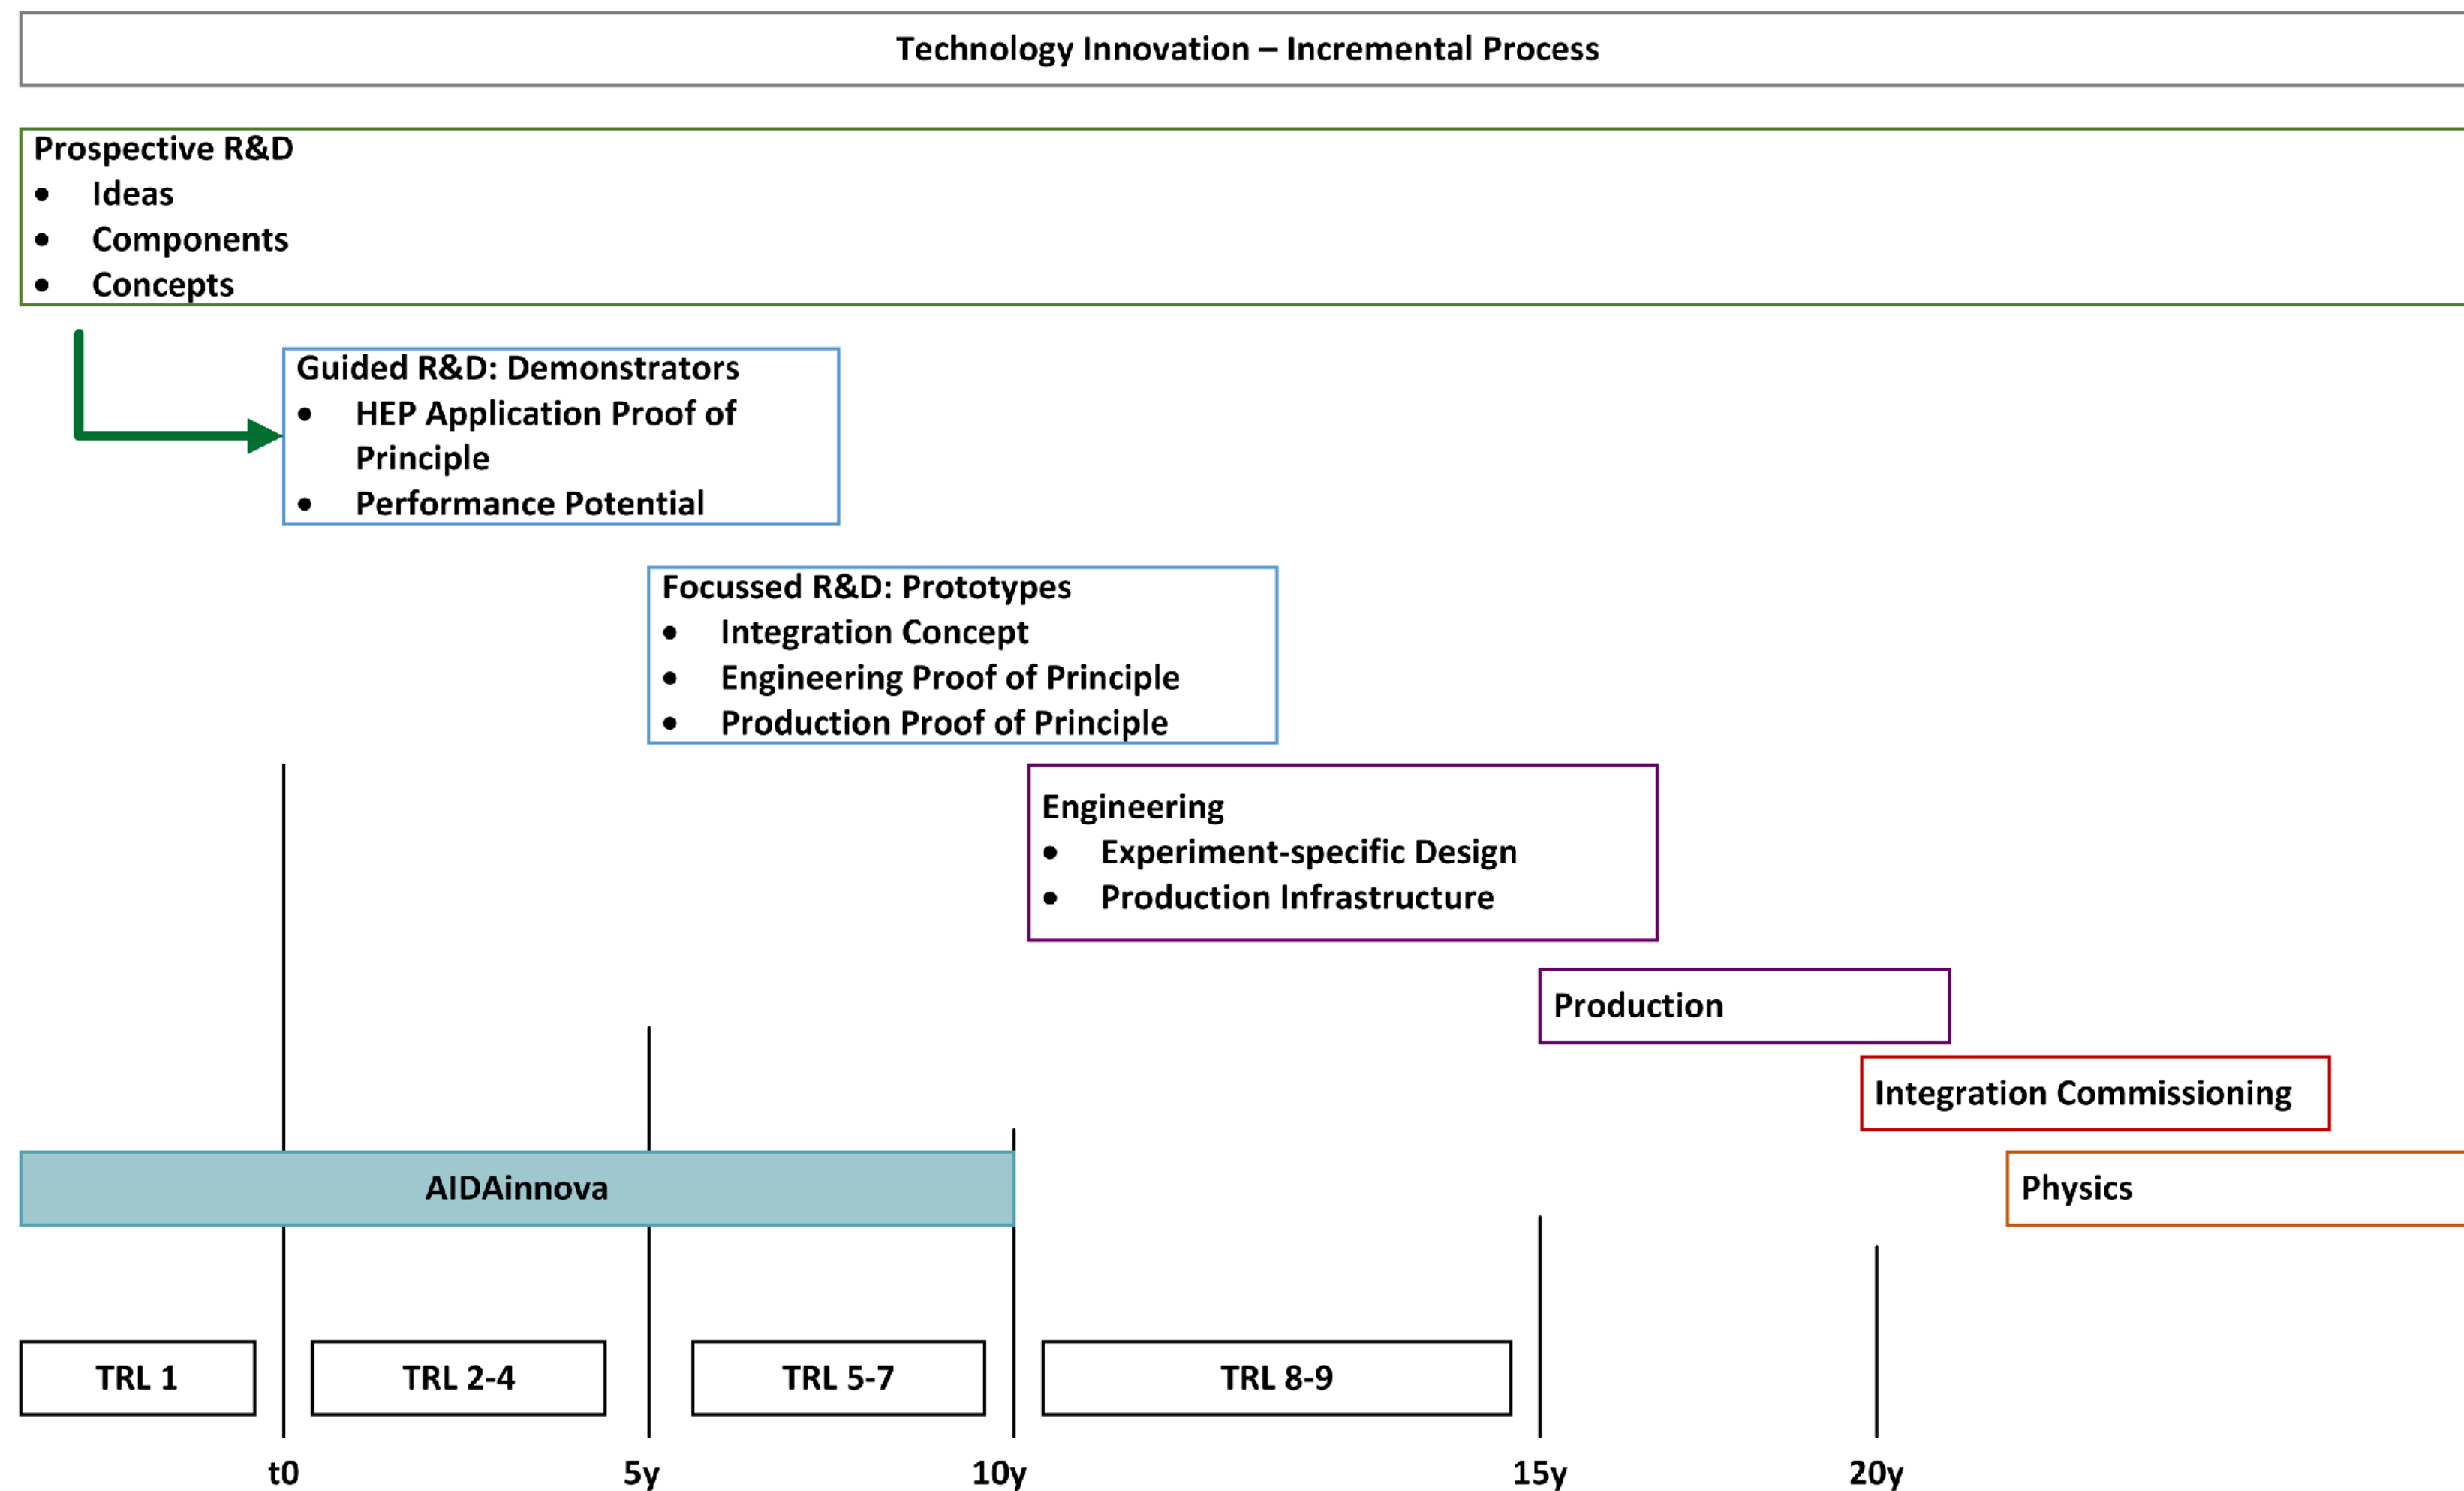 Technology Innovation – Incremental Process
Prospective R&D
• Ideas
• Components
• Concepts
Guided R&D: Demonstrators
• HEP Application Proof of
Principle
• Performance Potential
Focussed R&D: Prototypes
• Integration Concept
• Engineering Proof of Principle
• Production Proof of Principle
Engineering
• Experiment-specific Design
• Production Infrastructure
Production
Integration Commissioning
AIDAinnova
Physics
TRL 1
TRL 2-4
TRL 5-7
TRL 8-9
t0
5y
10y
15y
20y